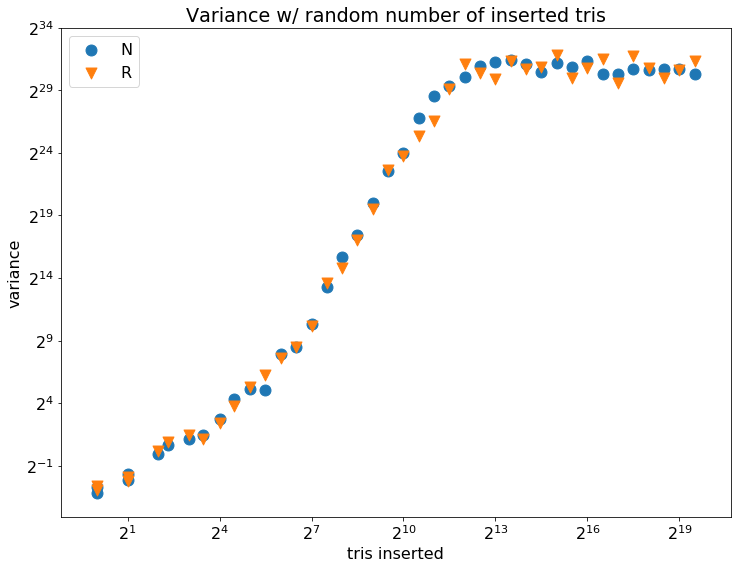 Variance w/ random number of inserted tris
N
R
variance
2^34
2^29
2^24
2^19
2^14
2^9
2^4
2^-1
2^1 2^4 2^7 2^10 2^13 2^16 2^19
tris inserted